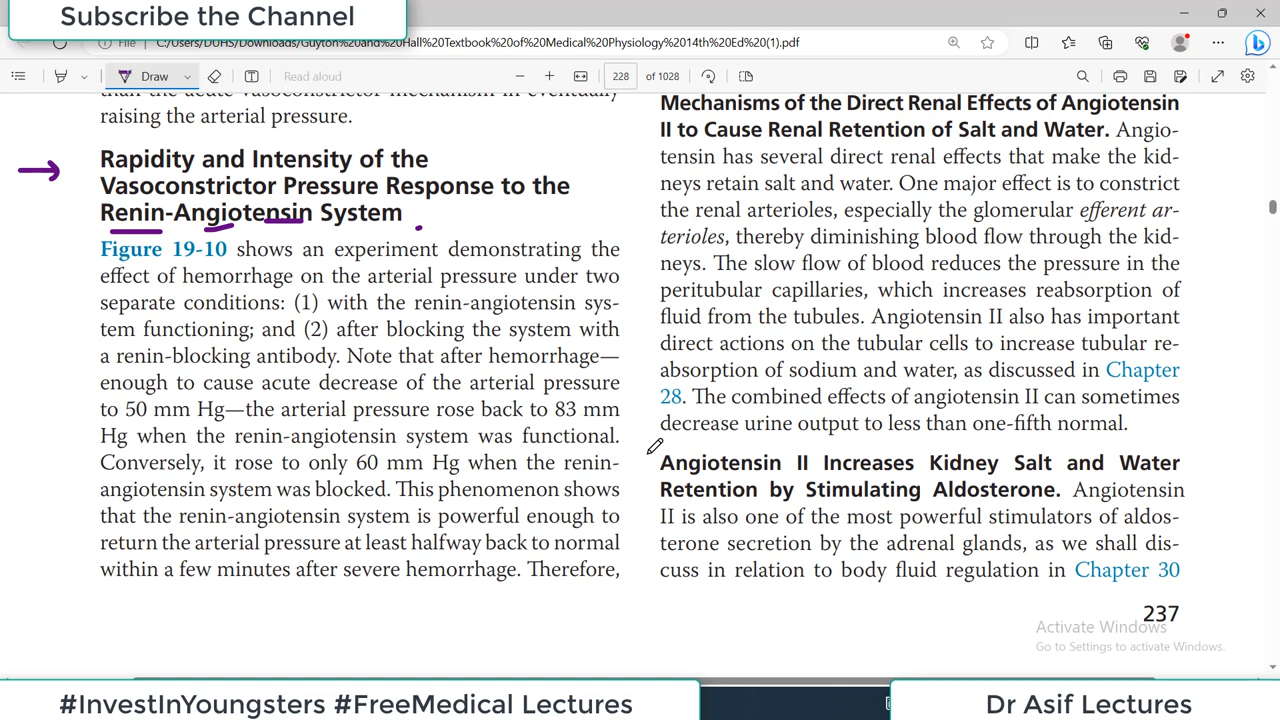 Subscribe the Channel
File
C:/Users/DUHS/Downloads/Guyton%20and%20Hall%20Textbook%20of%20Medical%20Physiology%2014th%20Ed%20(1).pdf
Draw
Read aloud
228 of 1028
than the acute vasoconstrictor mechanism in eventually
raising the arterial pressure.
Rapidity and Intensity of the
Vasoconstrictor Pressure Response to the
Renin-Angiotensin System
Figure 19-10 shows an experiment demonstrating the
effect of hemorrhage on the arterial pressure under two
separate conditions: (1) with the renin-angiotensin sys-
tem functioning; and (2) after blocking the system with
a renin-blocking antibody. Note that after hemorrhage—
enough to cause acute decrease of the arterial pressure
to 50 mm Hg—the arterial pressure rose back to 83 mm
Hg when the renin-angiotensin system was functional.
Conversely, it rose to only 60 mm Hg when the renin-
angiotensin system was blocked. This phenomenon shows
that the renin-angiotensin system is powerful enough to
return the arterial pressure at least halfway back to normal
within a few minutes after severe hemorrhage. Therefore,
Mechanisms of the Direct Renal Effects of Angiotensin
II to Cause Renal Retention of Salt and Water. Angio-
tensin has several direct renal effects that make the kid-
neys retain salt and water. One major effect is to constrict
the renal arterioles, especially the glomerular efferent ar-
terioles, thereby diminishing blood flow through the kid-
neys. The slow flow of blood reduces the pressure in the
peritubular capillaries, which increases reabsorption of
fluid from the tubules. Angiotensin II also has important
direct actions on the tubular cells to increase tubular re-
absorption of sodium and water, as discussed in Chapter
28. The combined effects of angiotensin II can sometimes
decrease urine output to less than one-fifth normal.
Angiotensin II Increases Kidney Salt and Water
Retention by Stimulating Aldosterone. Angiotensin
II is also one of the most powerful stimulators of aldos-
terone secretion by the adrenal glands, as we shall dis-
cuss in relation to body fluid regulation in Chapter 30
237
Activate Windows
Go to Settings to activate Windows.
#InvestInYoungsters #FreeMedical Lectures
Dr Asif Lectures